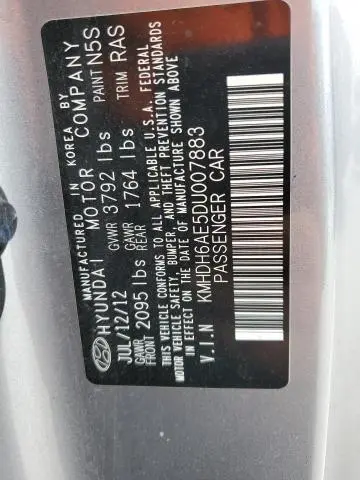 MANUFACTURED IN KOREA BY
HYUNDAI MOTOR COMPANY
JUL/12/12 GVWR 3792 lbs PAINT N5S
GAWR FRONT 2095 lbs GAWR REAR 1764 lbs TRIM RAS
THIS VEHICLE CONFORMS TO ALL APPLICABLE U.S.A. FEDERAL
MOTOR VEHICLE SAFETY, BUMPER, AND THEFT PREVENTION STANDARDS
IN EFFECT ON THE DATE OF MANUFACTURE SHOWN ABOVE
V.I.N KMHDH6AE5DU007883
PASSENGER CAR